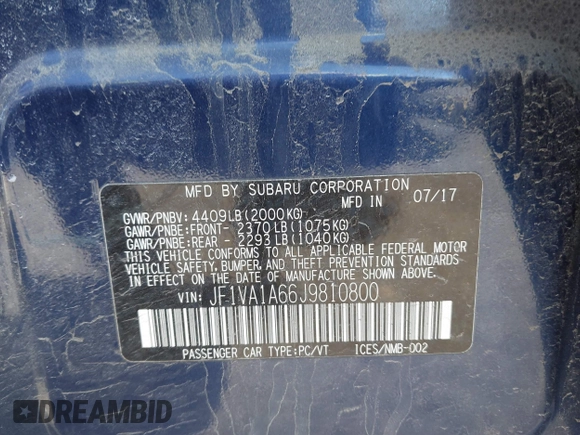 MFD BY SUBARU CORPORATION
MFD IN 07/17
GVWR/PNBV: 4409LB(2000KG)
GAWR/PNBE:FRONT- 2370LB(1075KG)
GAWR/PNBE:REAR - 2293LB(1040KG)
THIS VEHICLE CONFORMS TO ALL APPLICABLE FEDERAL MOTOR
VEHICLE SAFETY, BUMPER, AND THEFT PREVENTION STANDARDS
IN EFFECT ON THE DATE OF MANUFACTURE SHOWN ABOVE.
VIN: JF1VA1A66J9810800
PASSENGER CAR TYPE:PC/VT ICES/NMB-002
DREAMBID